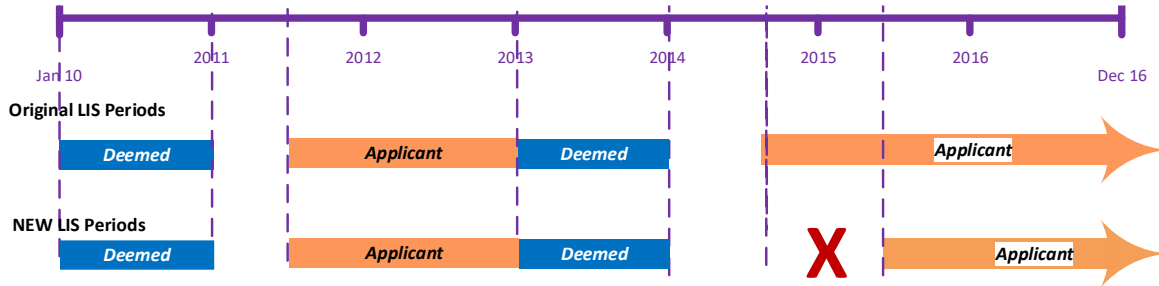 2011 2012 2013 2014 2015 2016
Jan 10 Dec 16
Original LIS Periods
Deemed Applicant Deemed Applicant
NEW LIS Periods
Deemed Applicant Deemed X Applicant